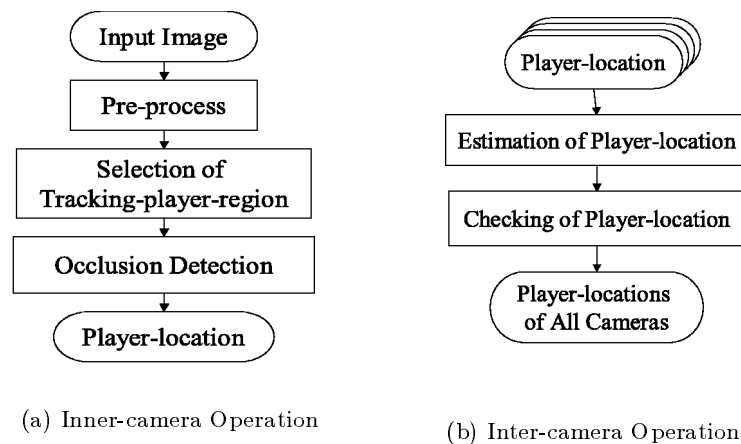 Input Image
Pre-process
Selection of
Tracking-player-region
Occlusion Detection
Player-location
(a) Inner-camera Operation
Player-location
Estimation of Player-location
Checking of Player-location
Player-locations
of All Cameras
(b) Inter-camera Operation